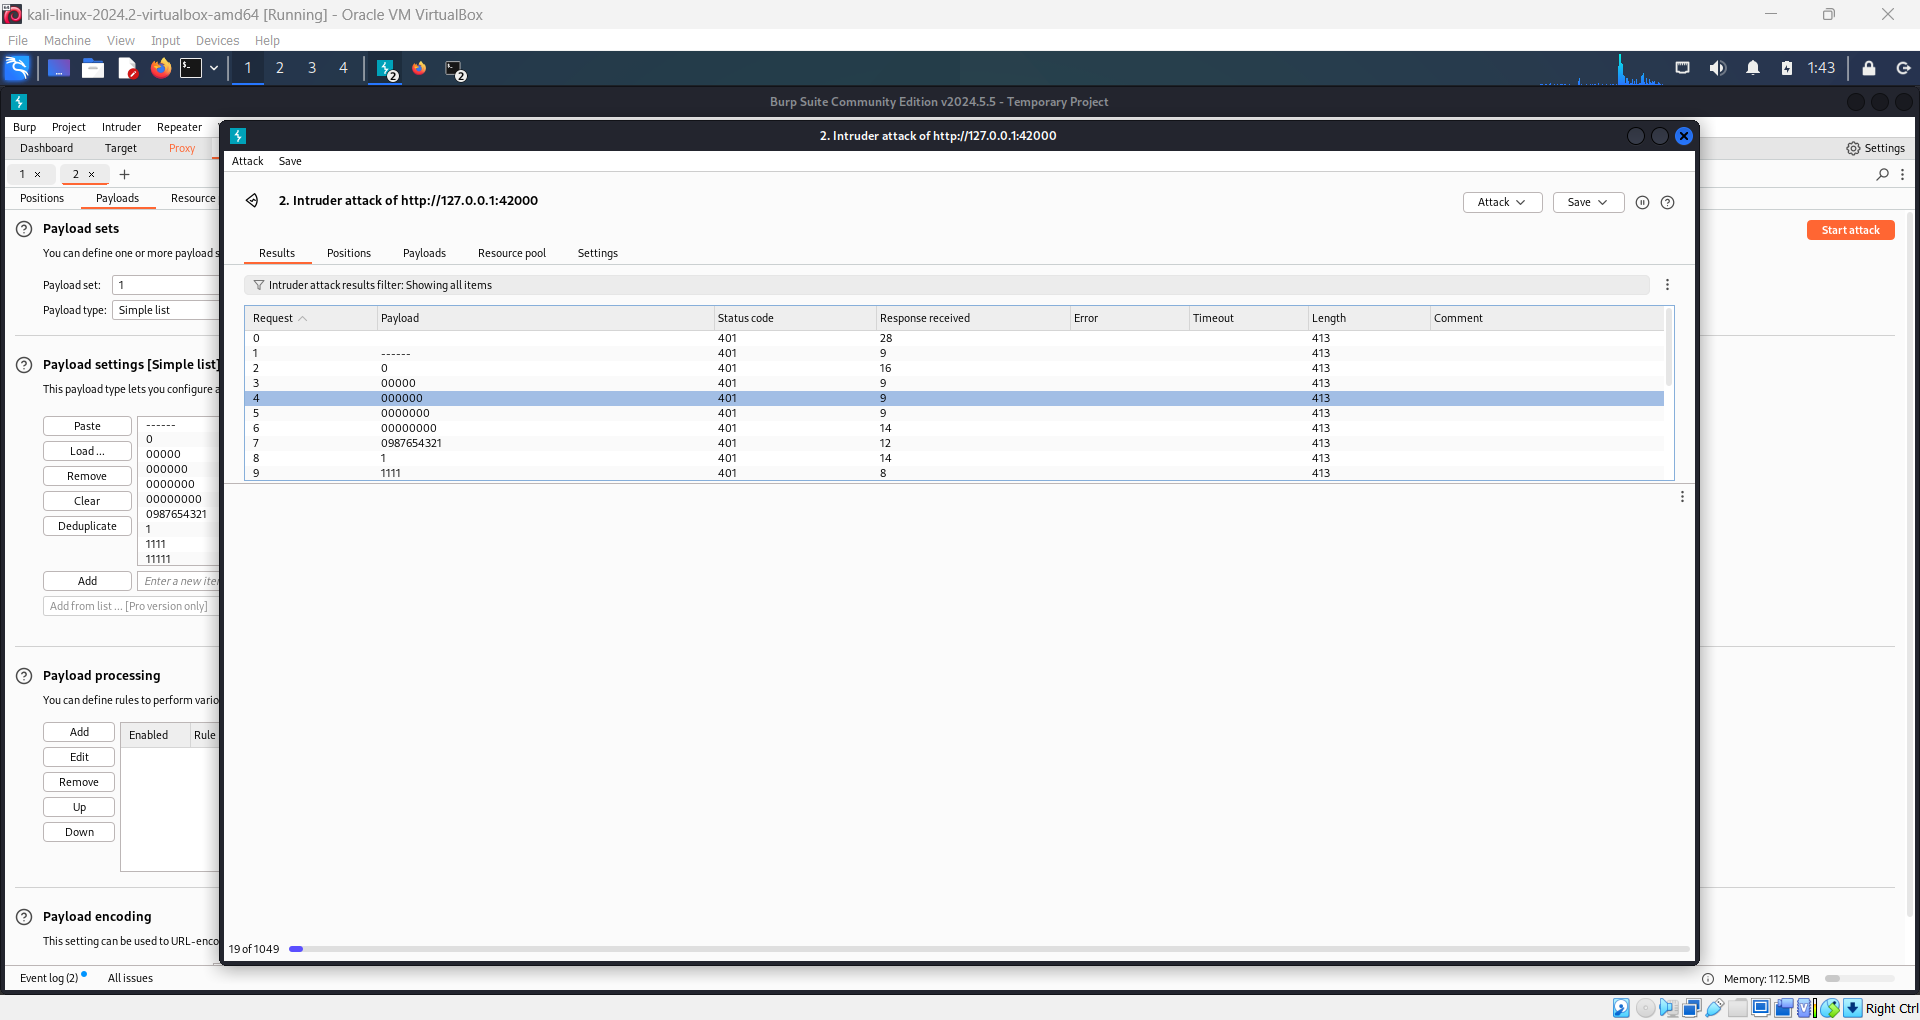 kali-linux-2024.2-virtualbox-amd64 [Running] - Oracle VM VirtualBox
File Machine View Input Devices Help
1 2 3 4 2 2 1:43
Burp Suite Community Edition v2024.5.5 - Temporary Project
Burp Project Intruder Repeater
2. Intruder attack of http://127.0.0.1:42000
Dashboard Target Proxy Settings
Attack Save
1 × 2 × +
Positions Payloads Resource
2. Intruder attack of http://127.0.0.1:42000 Attack Save
Payload sets Start attack
You can define one or more payload s
Results Positions Payloads Resource pool Settings
Payload set: 1
Intruder attack results filter: Showing all items
Payload type: Simple list
Request Payload Status code Response received Error Timeout Length Comment
0 401 28 413
1 ------ 401 9 413
2 0 401 16 413
3 00000 401 9 413
4 000000 401 9 413
5 0000000 401 9 413
6 00000000 401 14 413
7 0987654321 401 12 413
8 1 401 14 413
9 1111 401 8 413
Payload settings [Simple list]
This payload type lets you configure a
Paste
Load ...
Remove
Clear
Deduplicate
------
0
00000
000000
0000000
00000000
0987654321
1
1111
11111
Add Enter a new iter
Add from list ... [Pro version only]
Payload processing
You can define rules to perform vario
Add
Edit
Remove
Up
Down
Enabled Rule
Payload encoding
This setting can be used to URL-enco
19 of 1049
Event log (2) All issues Memory: 112.5MB
Right Ctrl